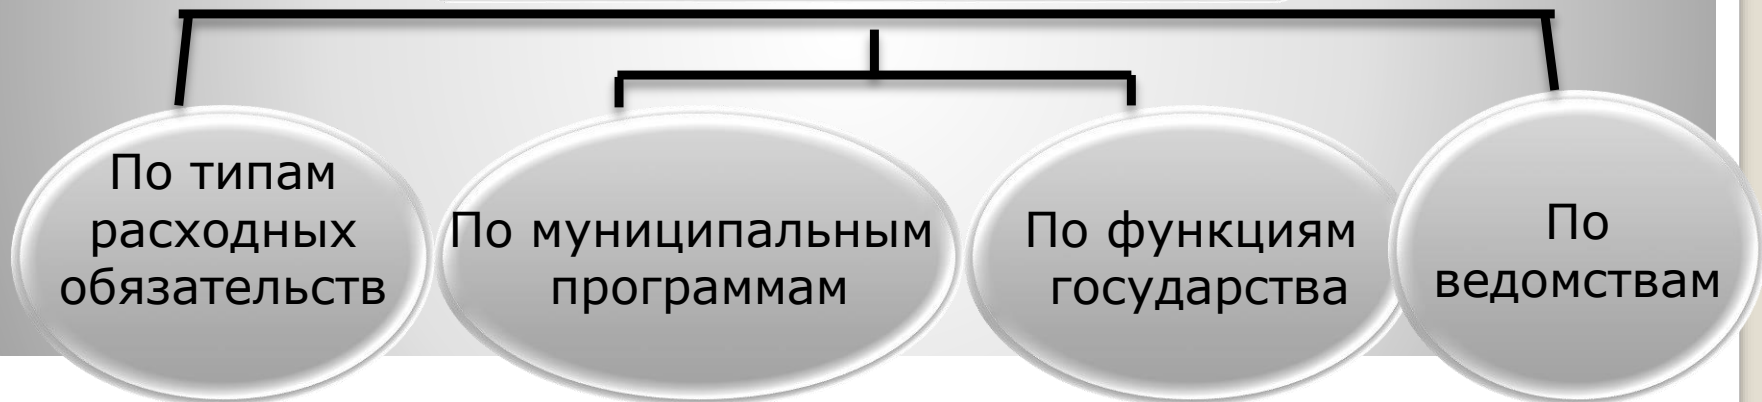 По типам
расходных
обязательств
По муниципальным
программам
По функциям
государства
По
ведомствам